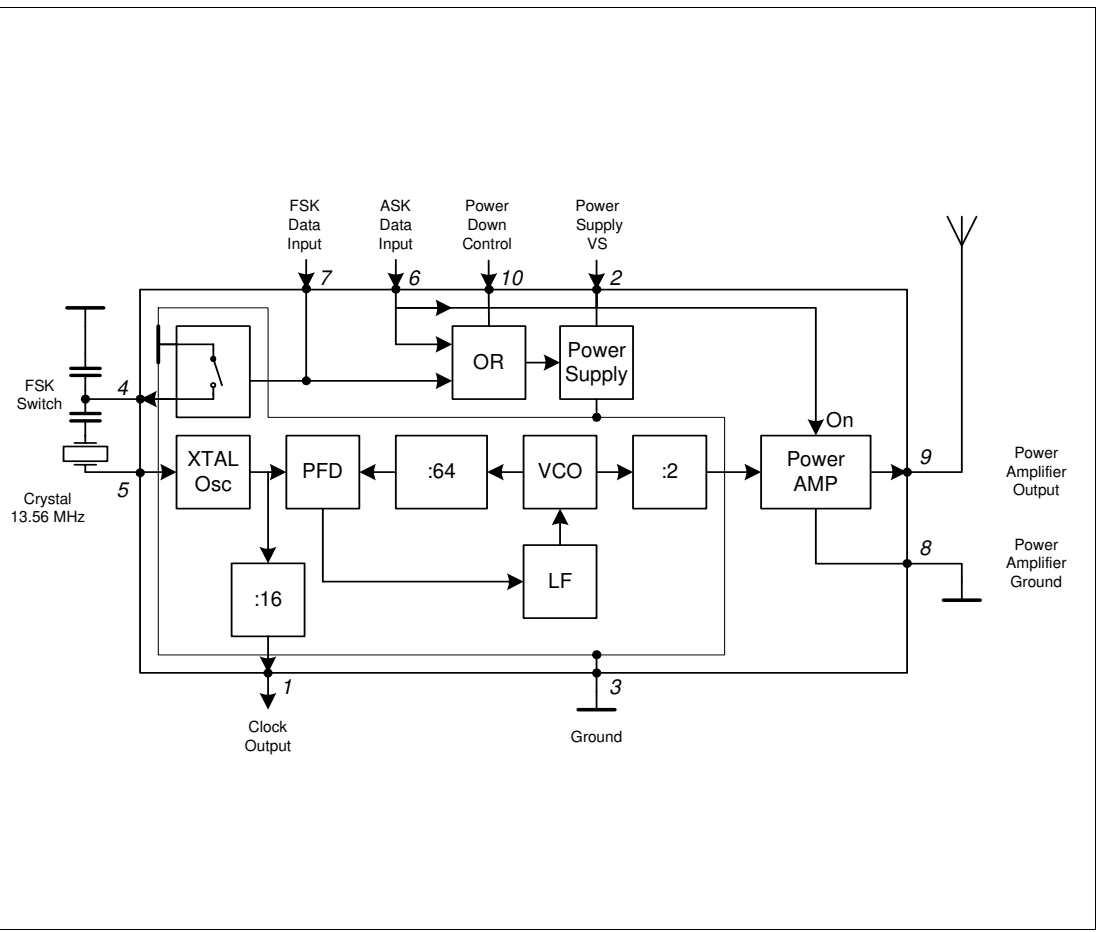 FSK
Data
Input
ASK
Data
Input
Power
Down
Control
Power
Supply
VS
7
6
10
2
FSK
Switch
4
OR
Power
Supply
On
XTAL
Osc
PFD
:64
VCO
:2
Power
AMP
9
Power
Amplifier
Output
5
Crystal
13.56 MHz
8
Power
Amplifier
Ground
:16
LF
1
3
Clock
Output
Ground